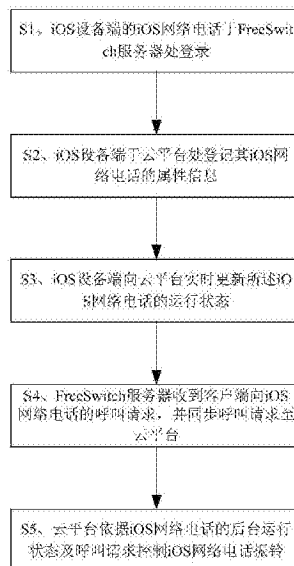 S1、iOS设备端的iOS网络电话于FreeSwit
ch服务器处登录
S2、iOS设备端于云平台处登记其iOS网
络电话的属性信息
S3、iOS设备端向云平台实时更新所述iO
S网络电话的运行状态
S4、FreeSwitch服务器收到客户端向iOS
网络电话的呼叫请求，并同步呼叫请求至
云平台
S5、云平台依据iOS网络电话的后台运行
状态及呼叫请求控制iOS网络电话振铃